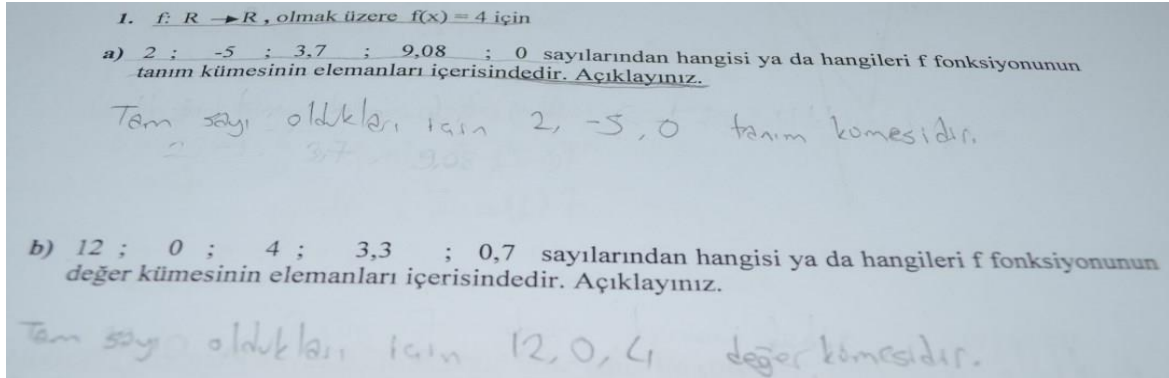 1. f: R → R, olmak üzere f(x) = 4 için
a) 2 ; -5 ; 3,7 ; 9,08 ; 0 sayılarından hangisi ya da hangileri f fonksiyonunun
tanım kümesinin elemanları içerisindedir. Açıklayınız.
Tam sayı oldukları için 2, -5, 0 tanım kümesidir.
3,7 9,08
b) 12 ; 0 ; 4 ; 3,3 ; 0,7 sayılarından hangisi ya da hangileri f fonksiyonunun
değer kümesinin elemanları içerisindedir. Açıklayınız.
Tam sayı oldukları için 12, 0, 4 değer kümesidir.